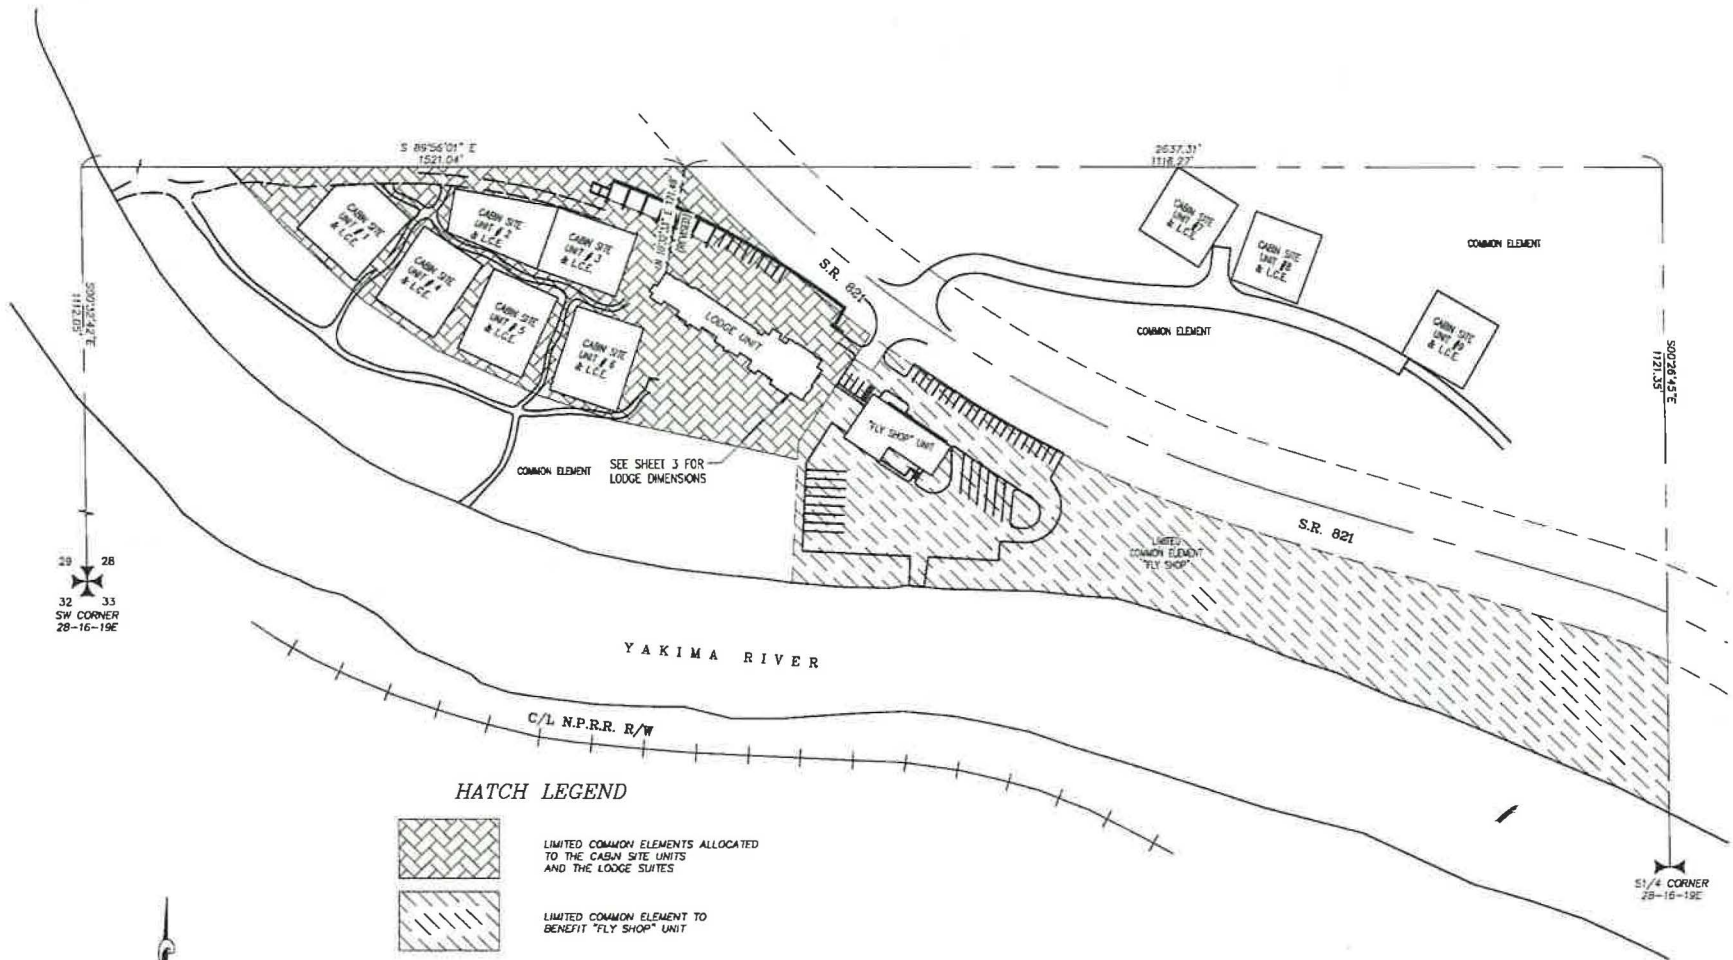 S 89°56'01" E
1521.04'
2637.31'
1116.27'
CABIN SITE
UNIT #1
& L.C.E.
CABIN SITE
UNIT #2
& L.C.E.
CABIN SITE
UNIT #3
& L.C.E.
CABIN SITE
UNIT #4
& L.C.E.
CABIN SITE
UNIT #5
& L.C.E.
CABIN SITE
UNIT #6
& L.C.E.
CABIN SITE
UNIT #7
& L.C.E.
CABIN SITE
UNIT #8
& L.C.E.
CABIN SITE
UNIT #9
& L.C.E.
COMMON ELEMENT
COMMON ELEMENT
S.R. 821
LODGE UNIT
"FLY SHOP" UNIT
S00°32'42"E
1112.05'
S00°26'45"E
1121.35'
COMMON ELEMENT
SEE SHEET 3 FOR
LODGE DIMENSIONS
S.R. 821
LIMITED
COMMON ELEMENT
"FLY SHOP"
29 28
32 33
SW CORNER
28-16-19E
YAKIMA RIVER
C/L N.P.R.R. R/W
S1/4 CORNER
28-16-19E
HATCH LEGEND
LIMITED COMMON ELEMENTS ALLOCATED
TO THE CABIN SITE UNITS
AND THE LODGE SUITES
LIMITED COMMON ELEMENT TO
BENEFIT "FLY SHOP" UNIT